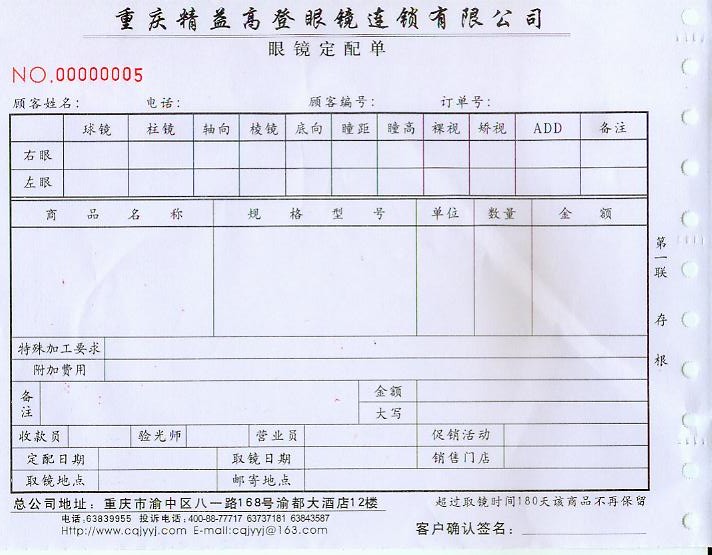 重庆精益高登眼镜连锁有限公司
眼镜定配单
NO.00000005
顾客姓名： 电话： 顾客编号： 订单号：
球镜 柱镜 轴向 棱镜 底向 瞳距 瞳高 裸视 矫视 ADD 备注
右眼
左眼
商品名称 规格型号 单位 数量 金额
第一联 存根
特殊加工要求
附加费用
备注 金额
大写
收款员 验光师 营业员 促销活动
定配日期 取镜日期 销售门店
取镜地点 邮寄地点
总公司地址：重庆市渝中区八一路168号渝都大酒店12楼 超过取镜时间180天该商品不再保留
电话：63839955 投诉电话：400-88-77717 63737181 63843587
Http://www.cqjyyj.com E-mail:cqjyyj@163.com 客户确认签名：